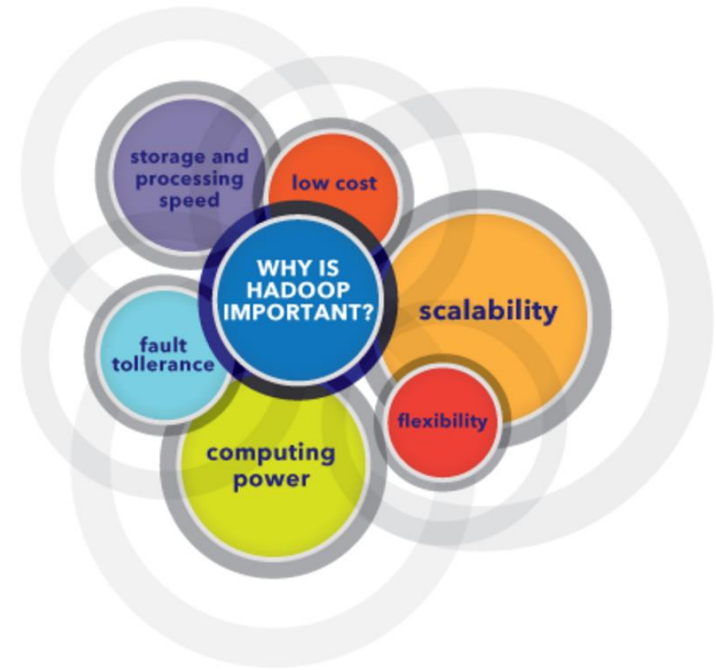 storage and
processing
speed
low cost
WHY IS
HADOOP
IMPORTANT?
scalability
fault
tollerance
flexibility
computing
power